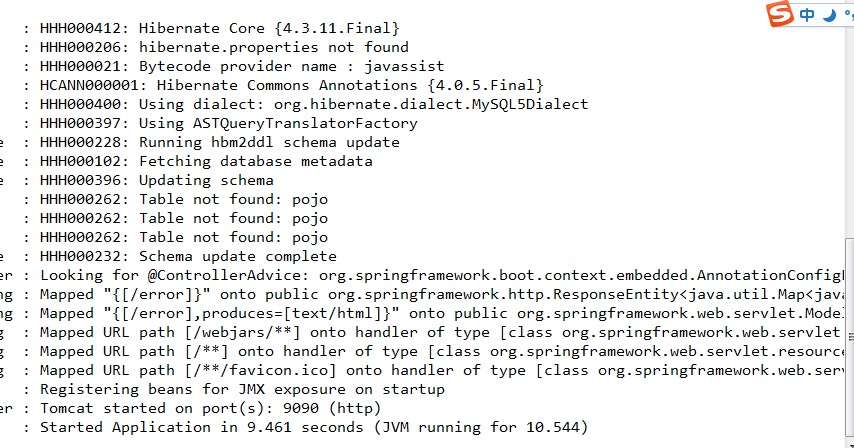 中
: HHH000412: Hibernate Core {4.3.11.Final}
: HHH000206: hibernate.properties not found
: HHH000021: Bytecode provider name : javassist
: HCANN000001: Hibernate Commons Annotations {4.0.5.Final}
: HHH000400: Using dialect: org.hibernate.dialect.MySQL5Dialect
: HHH000397: Using ASTQueryTranslatorFactory
e : HHH000228: Running hbm2ddl schema update
e : HHH000102: Fetching database metadata
e : HHH000396: Updating schema
: HHH000262: Table not found: pojo
: HHH000262: Table not found: pojo
: HHH000262: Table not found: pojo
e : HHH000232: Schema update complete
er : Looking for @ControllerAdvice: org.springframework.boot.context.embedded.AnnotationConfig
ng : Mapped "{[/error]}" onto public org.springframework.http.ResponseEntity<java.util.Map<java
ng : Mapped "{[/error],produces=[text/html]}" onto public org.springframework.web.servlet.Mode
g : Mapped URL path [/webjars/**] onto handler of type [class org.springframework.web.servlet
g : Mapped URL path [/**] onto handler of type [class org.springframework.web.servlet.resource
g : Mapped URL path [/**/favicon.ico] onto handler of type [class org.springframework.web.serv
: Registering beans for JMX exposure on startup
er : Tomcat started on port(s): 9090 (http)
: Started Application in 9.461 seconds (JVM running for 10.544)